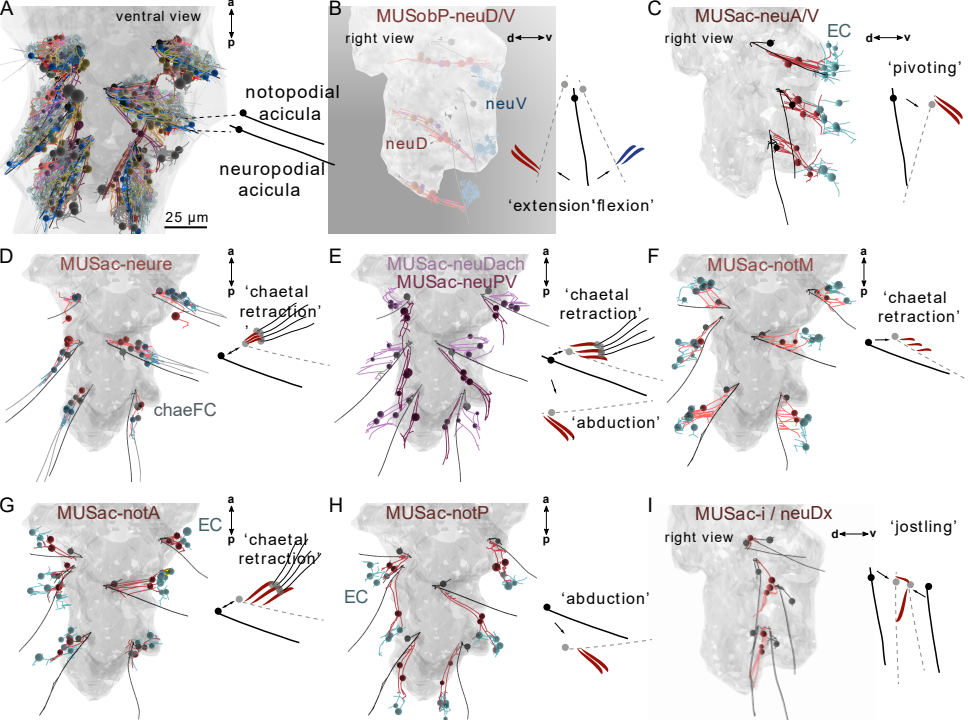 A
ventral view
a
p
notopodial
acicula
neuropodial
acicula
25 µm
B
MUSobP-neuD/V
right view
d
v
neuV
neuD
‘extension’
‘flexion’
C
MUSac-neuA/V
right view
EC
d
v
‘pivoting’
D
MUSac-neure
a
p
‘chaetal
retraction’
chaeFC
E
MUSac-neuDach
MUSac-neuPV
a
p
‘chaetal
retraction’
‘abduction’
F
MUSac-notM
a
p
‘chaetal
retraction’
G
MUSac-notA
EC
a
p
‘chaetal
retraction’
H
MUSac-notP
EC
a
p
‘abduction’
I
MUSac-i / neuDx
right view
d
v
‘jostling’